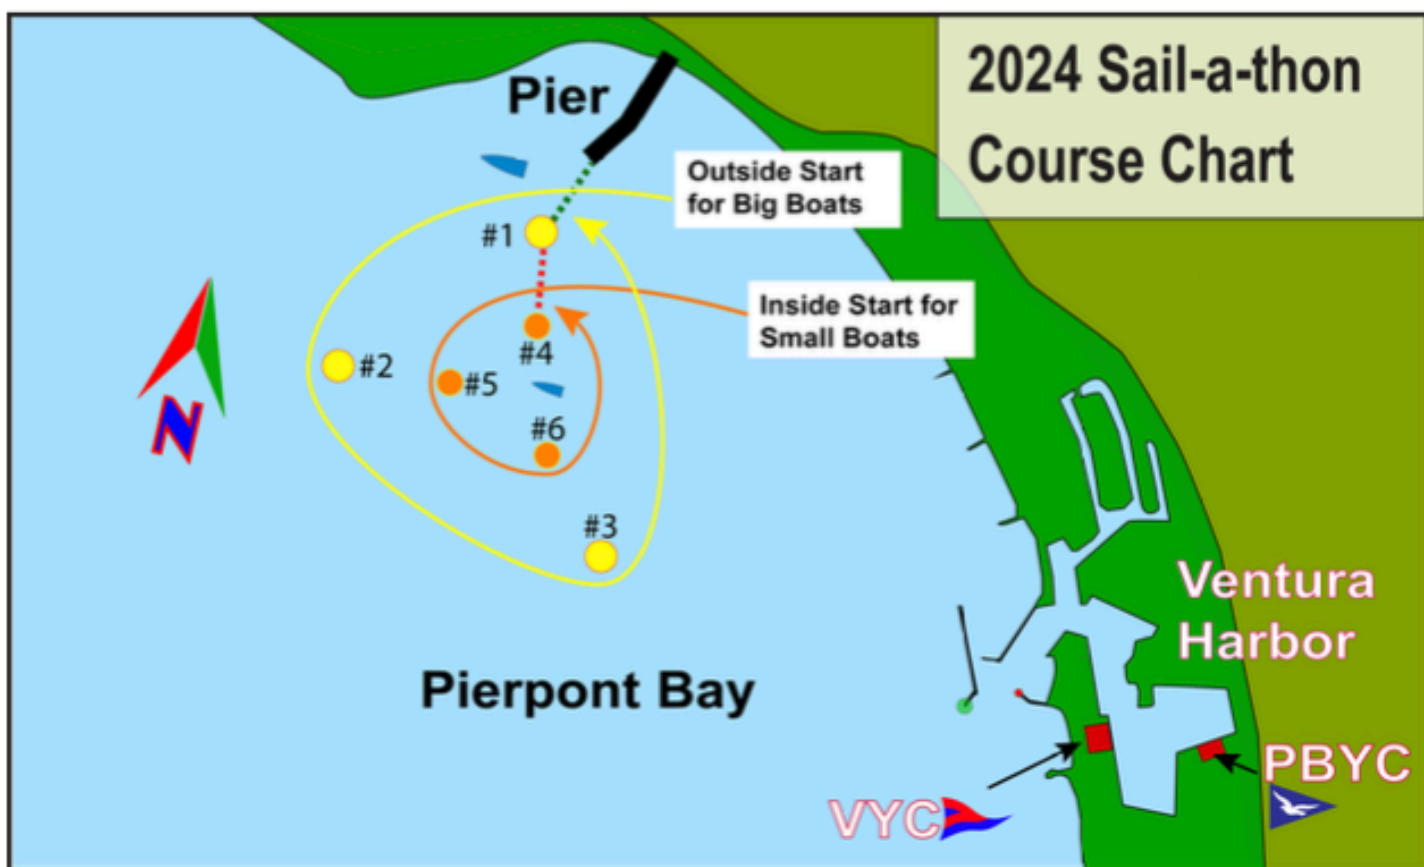 2024 Sail-a-thon
Course Chart
Pier
Outside Start
for Big Boats
#1
Inside Start for
Small Boats
#4
#2
#5
N
#6
#3
Ventura
Harbor
Pierpont Bay
PBYC
VYC